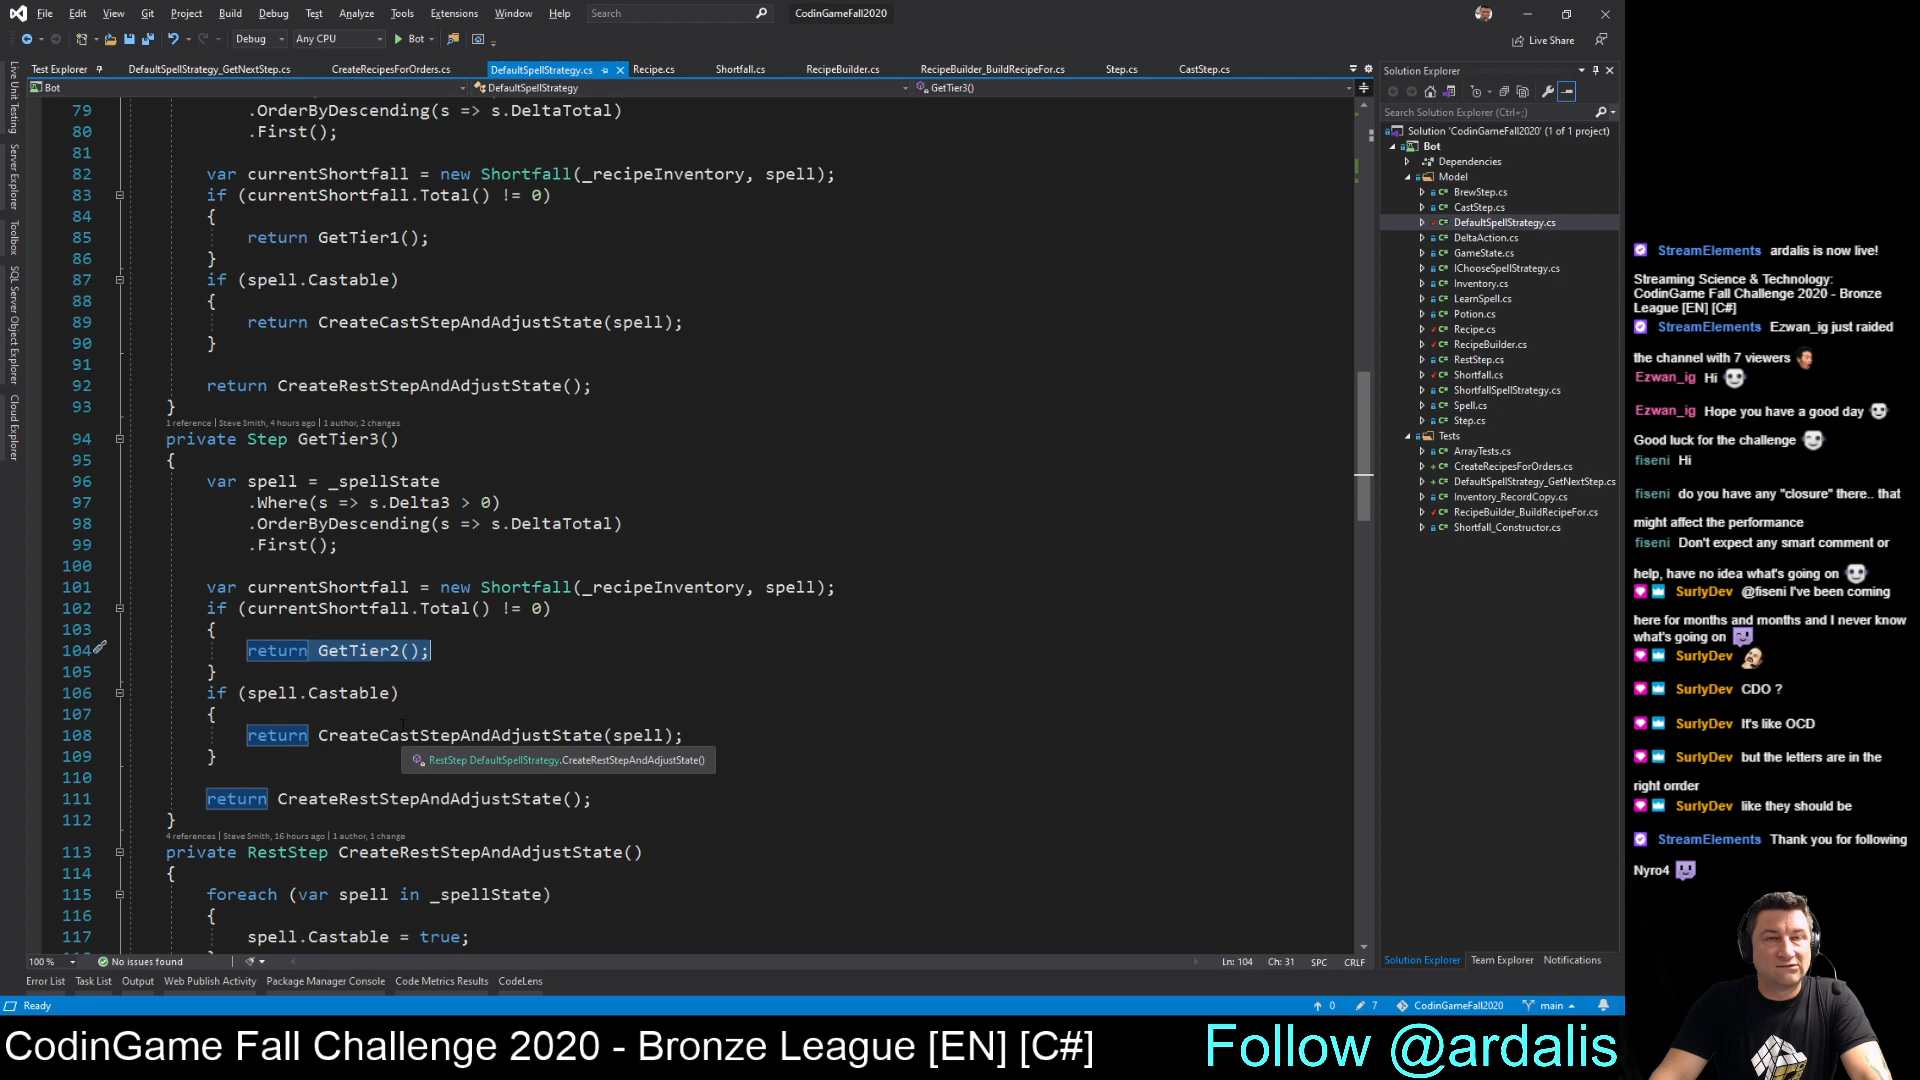 File Edit View Git Project Build Debug Test Analyze Tools Extensions Window Help Search CodinGameFall2020
Debug Any CPU Bot Live Share
Test Explorer DefaultSpellStrategy_GetNextStep.cs CreateRecipesForOrders.cs DefaultSpellStrategy.cs Recipe.cs Shortfall.cs RecipeBuilder.cs RecipeBuilder_BuildRecipeFor.cs Step.cs CastStep.cs
Bot DefaultSpellStrategy GetTier3()
Live Unit Testing
Server Explorer
Toolbox
SQL Server Object Explorer
Cloud Explorer
79 .OrderByDescending(s => s.DeltaTotal)
80 .First();
81
82 var currentShortfall = new Shortfall(_recipeInventory, spell);
83 if (currentShortfall.Total() != 0)
84 {
85 return GetTier1();
86 }
87 if (spell.Castable)
88 {
89 return CreateCastStepAndAdjustState(spell);
90 }
91
92 return CreateRestStepAndAdjustState();
93 }
1 reference | Steve Smith, 4 hours ago | 1 author, 2 changes
94 private Step GetTier3()
95 {
96 var spell = _spellState
97 .Where(s => s.Delta3 > 0)
98 .OrderByDescending(s => s.DeltaTotal)
99 .First();
100
101 var currentShortfall = new Shortfall(_recipeInventory, spell);
102 if (currentShortfall.Total() != 0)
103 {
104 return GetTier2();
105 }
106 if (spell.Castable)
107 {
108 return CreateCastStepAndAdjustState(spell);
109 }
RestStep DefaultSpellStrategy.CreateRestStepAndAdjustState()
110
111 return CreateRestStepAndAdjustState();
112 }
4 references | Steve Smith, 16 hours ago | 1 author, 1 change
113 private RestStep CreateRestStepAndAdjustState()
114 {
115 foreach (var spell in _spellState)
116 {
117 spell.Castable = true;
100 % No issues found Ln: 104 Ch: 31 SPC CRLF
Error List Task List Output Web Publish Activity Package Manager Console Code Metrics Results CodeLens
Ready 0 7 CodinGameFall2020 main
Solution Explorer
Search Solution Explorer (Ctrl+;)
Solution 'CodinGameFall2020' (1 of 1 project)
Bot
Dependencies
Model
BrewStep.cs
CastStep.cs
DefaultSpellStrategy.cs
DeltaAction.cs
GameState.cs
IChooseSpellStrategy.cs
Inventory.cs
LearnSpell.cs
Potion.cs
Recipe.cs
RecipeBuilder.cs
RestStep.cs
Shortfall.cs
ShortfallSpellStrategy.cs
Spell.cs
Step.cs
Tests
ArrayTests.cs
CreateRecipesForOrders.cs
DefaultSpellStrategy_GetNextStep.cs
Inventory_RecordCopy.cs
RecipeBuilder_BuildRecipeFor.cs
Shortfall_Constructor.cs
Solution Explorer Team Explorer Notifications
StreamElements ardalis is now live!
Streaming Science & Technology:
CodinGame Fall Challenge 2020 - Bronze
League [EN] [C#]
StreamElements Ezwan_ig just raided
the channel with 7 viewers
Ezwan_ig Hi
Ezwan_ig Hope you have a good day
Good luck for the challenge
fiseni Hi
fiseni do you have any "closure" there.. that
might affect the performance
fiseni Don't expect any smart comment or
help, have no idea what's going on
SurlyDev @fiseni I've been coming
here for months and months and I never know
what's going on
SurlyDev
SurlyDev CDO ?
SurlyDev It's like OCD
SurlyDev but the letters are in the
right orrder
SurlyDev like they should be
StreamElements Thank you for following
Nyro4
CodinGame Fall Challenge 2020 - Bronze League [EN] [C#] Follow @ardalis